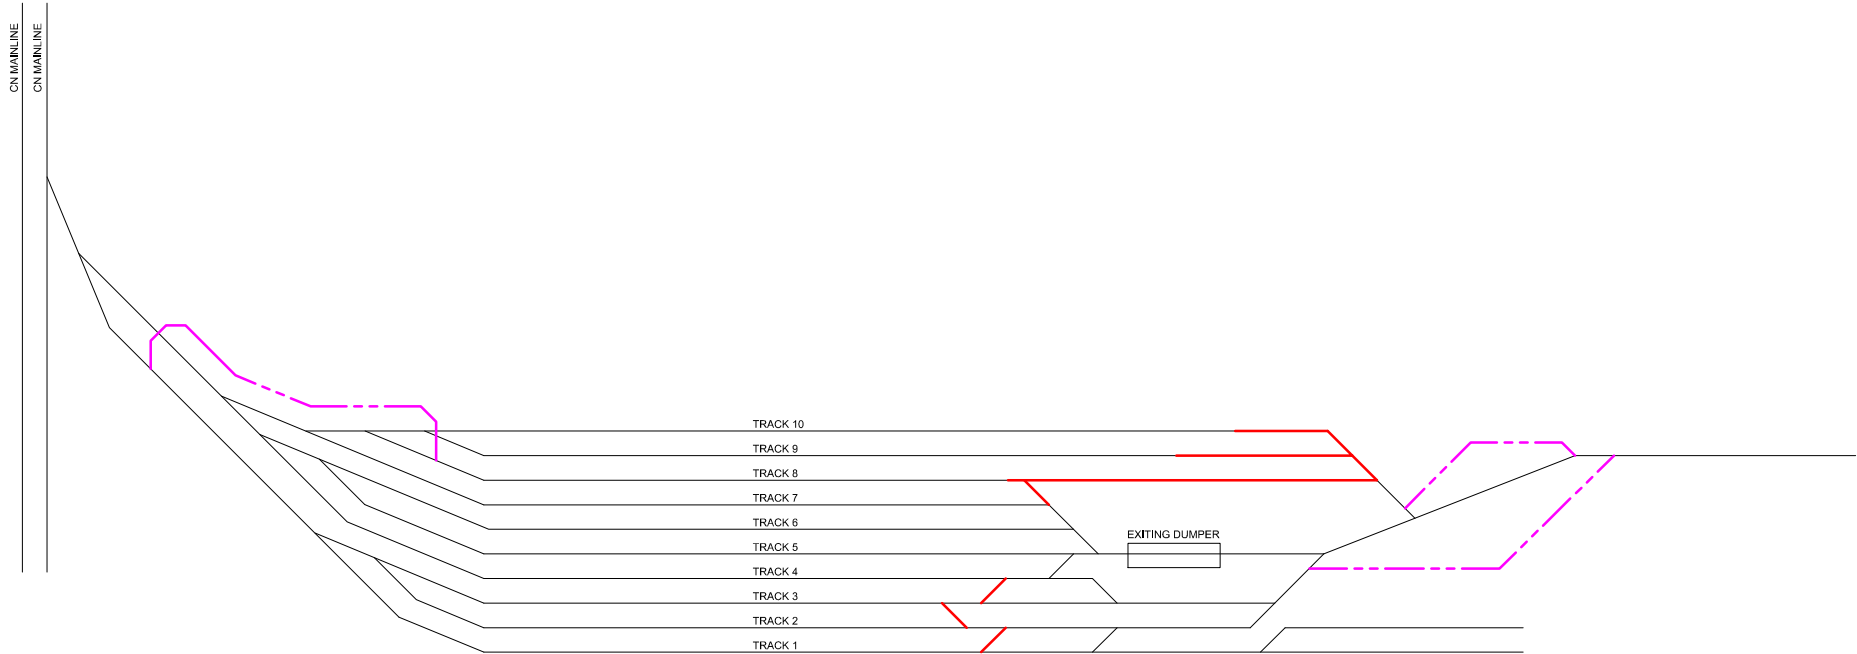 CN MAINLINE
CN MAINLINE
TRACK 10
TRACK 9
TRACK 8
TRACK 7
TRACK 6
EXITING DUMPER
TRACK 5
TRACK 4
TRACK 3
TRACK 2
TRACK 1